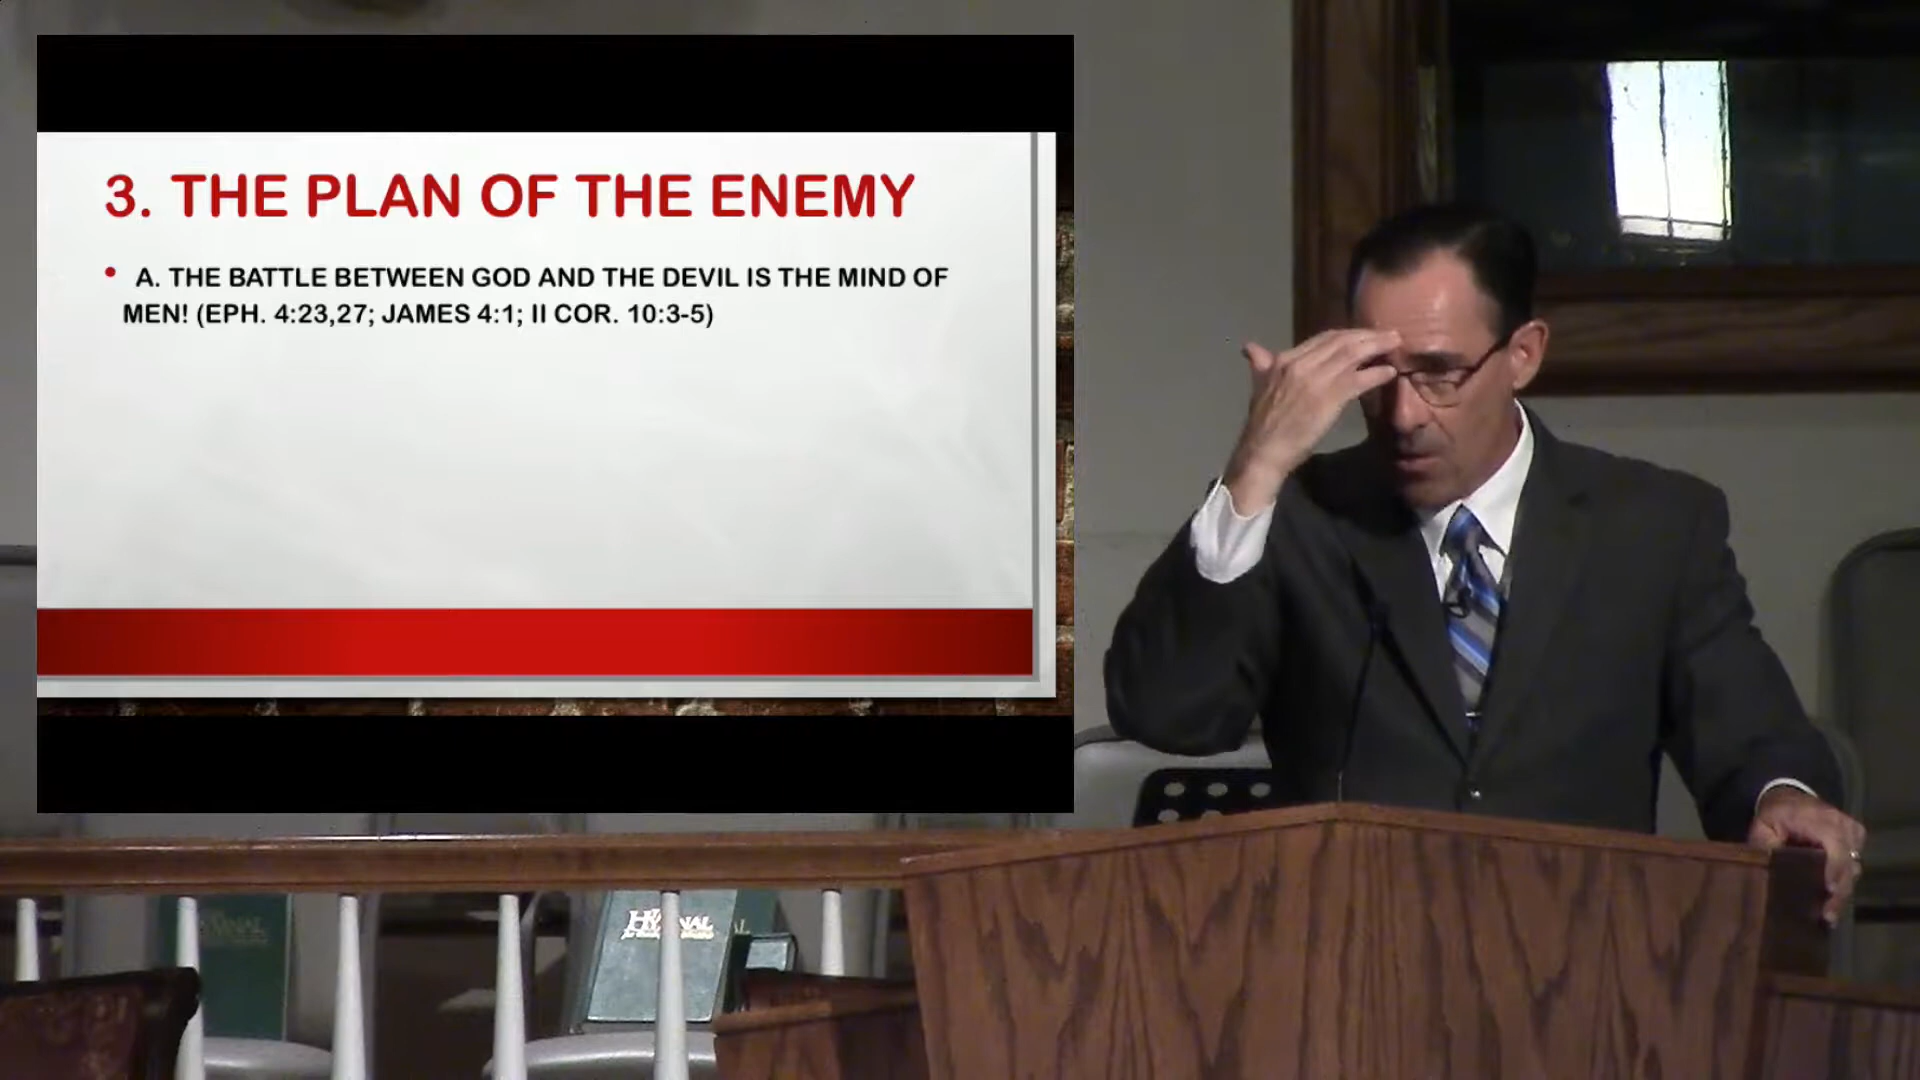 3. THE PLAN OF THE ENEMY
• A. THE BATTLE BETWEEN GOD AND THE DEVIL IS THE MIND OF
MEN! (EPH. 4:23,27; JAMES 4:1; II COR. 10:3-5)